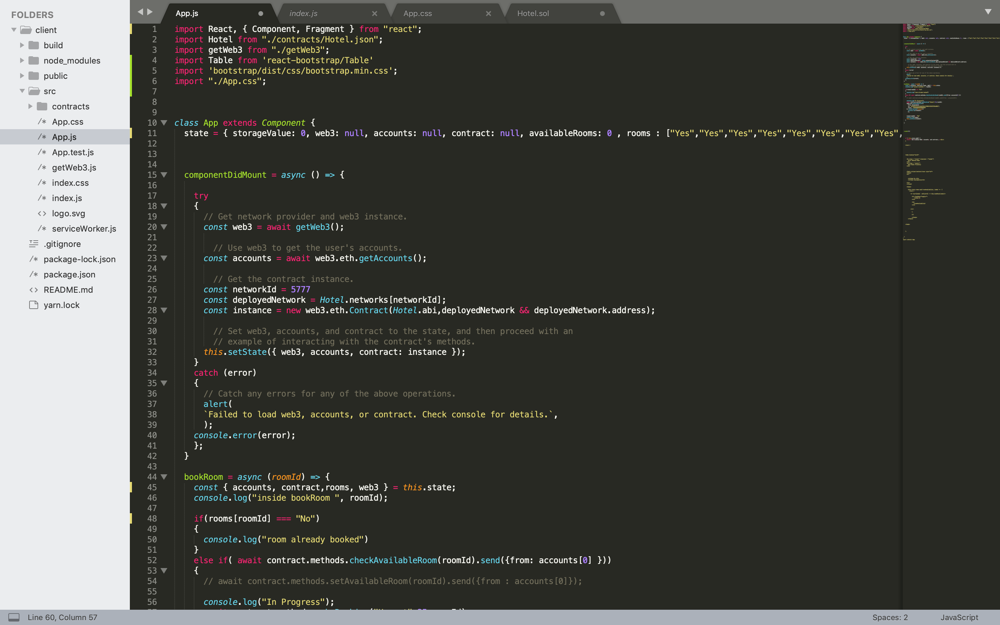 FOLDERS
client
build
node_modules
public
src
contracts
/* App.css
/* App.js
/* App.test.js
/* getWeb3.js
/* index.css
/* index.js
<> logo.svg
/* serviceWorker.js
.gitignore
/* package-lock.json
/* package.json
<> README.md
yarn.lock
App.js
index.js
App.css
Hotel.sol
1 import React, { Component, Fragment } from "react";
2 import Hotel from "./contracts/Hotel.json";
3 import getWeb3 from "./getWeb3";
4 import Table from 'react-bootstrap/Table'
5 import 'bootstrap/dist/css/bootstrap.min.css';
6 import "./App.css";
7
8
9
10 class App extends Component {
11 state = { storageValue: 0, web3: null, accounts: null, contract: null, availableRooms: 0 , rooms : ["Yes","Yes","Yes","Yes","Yes","Yes","Yes","Yes",
12
13
14
15 componentDidMount = async () => {
16
17 try
18 {
19 // Get network provider and web3 instance.
20 const web3 = await getWeb3();
21
22 // Use web3 to get the user's accounts.
23 const accounts = await web3.eth.getAccounts();
24
25 // Get the contract instance.
26 const networkId = 5777
27 const deployedNetwork = Hotel.networks[networkId];
28 const instance = new web3.eth.Contract(Hotel.abi,deployedNetwork && deployedNetwork.address);
29
30 // Set web3, accounts, and contract to the state, and then proceed with an
31 // example of interacting with the contract's methods.
32 this.setState({ web3, accounts, contract: instance });
33 }
34 catch (error)
35 {
36 // Catch any errors for any of the above operations.
37 alert(
38 `Failed to load web3, accounts, or contract. Check console for details.`,
39 );
40 console.error(error);
41 };
42 }
43
44 bookRoom = async (roomId) => {
45 const { accounts, contract,rooms, web3 } = this.state;
46 console.log("inside bookRoom ", roomId);
47
48 if(rooms[roomId] === "No")
49 {
50 console.log("room already booked")
51 }
52 else if( await contract.methods.checkAvailableRoom(roomId).send({from: accounts[0] }))
53 {
54 // await contract.methods.setAvailableRoom(roomId).send({from : accounts[0]});
55
56 console.log("In Progress");
Line 60, Column 57
Spaces: 2
JavaScript